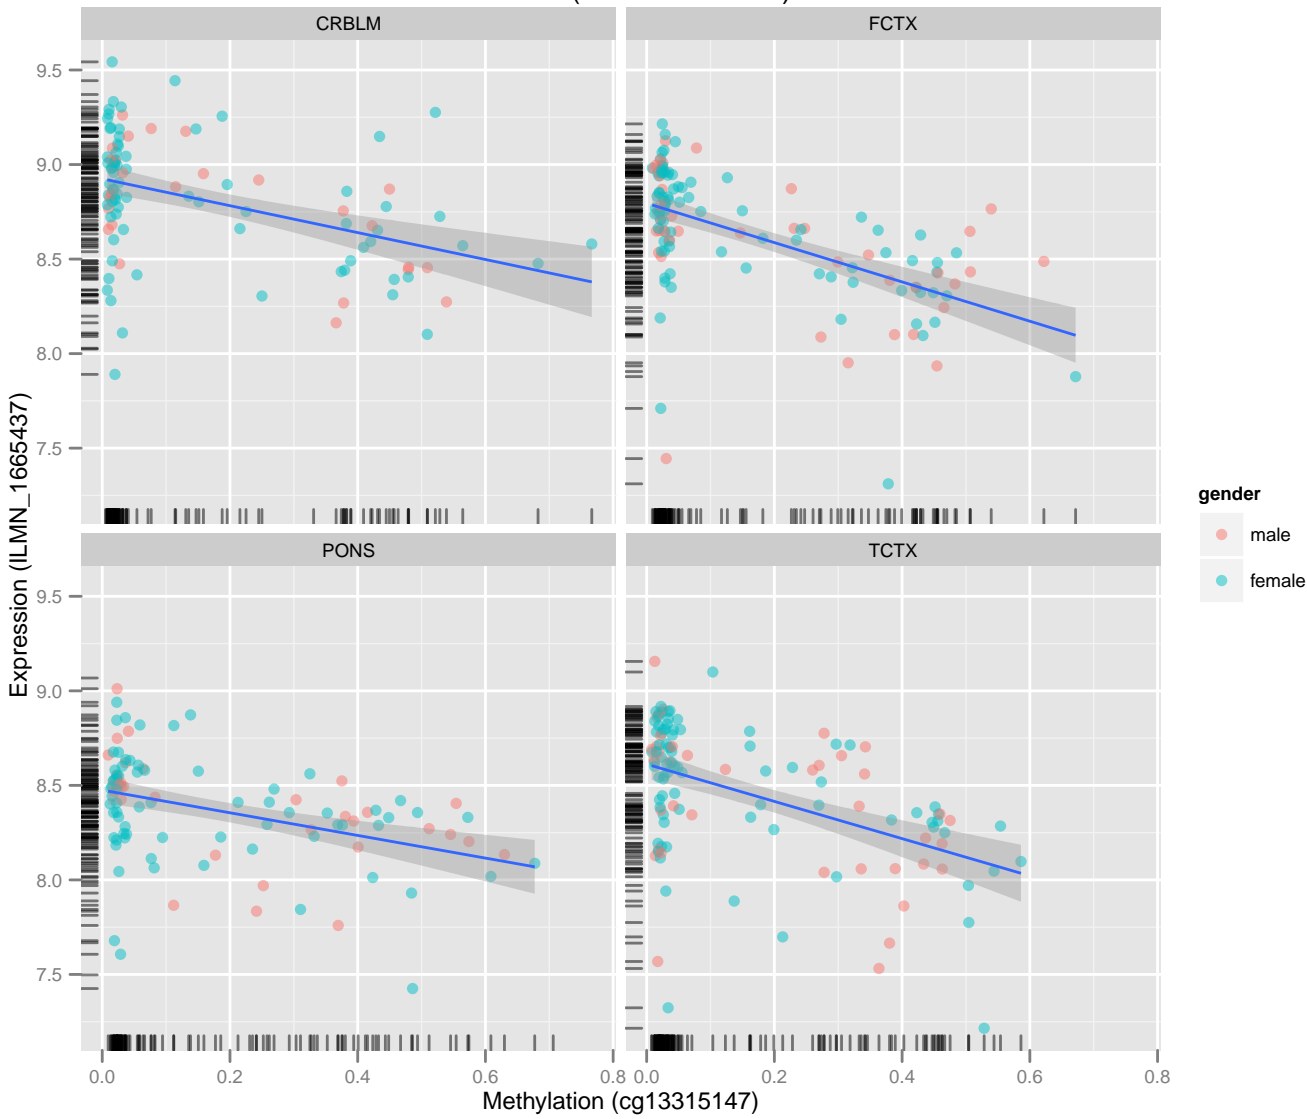 CRBLM
FCTX
9.5
9.0
8.5
8.0
7.5
PONS
TCTX
9.5
9.0
8.5
8.0
7.5
0.0 0.2 0.4 0.6 0.8
0.0 0.2 0.4 0.6 0.8
Methylation (cg13315147)
Expression (ILMN_1665437)
gender
male
female